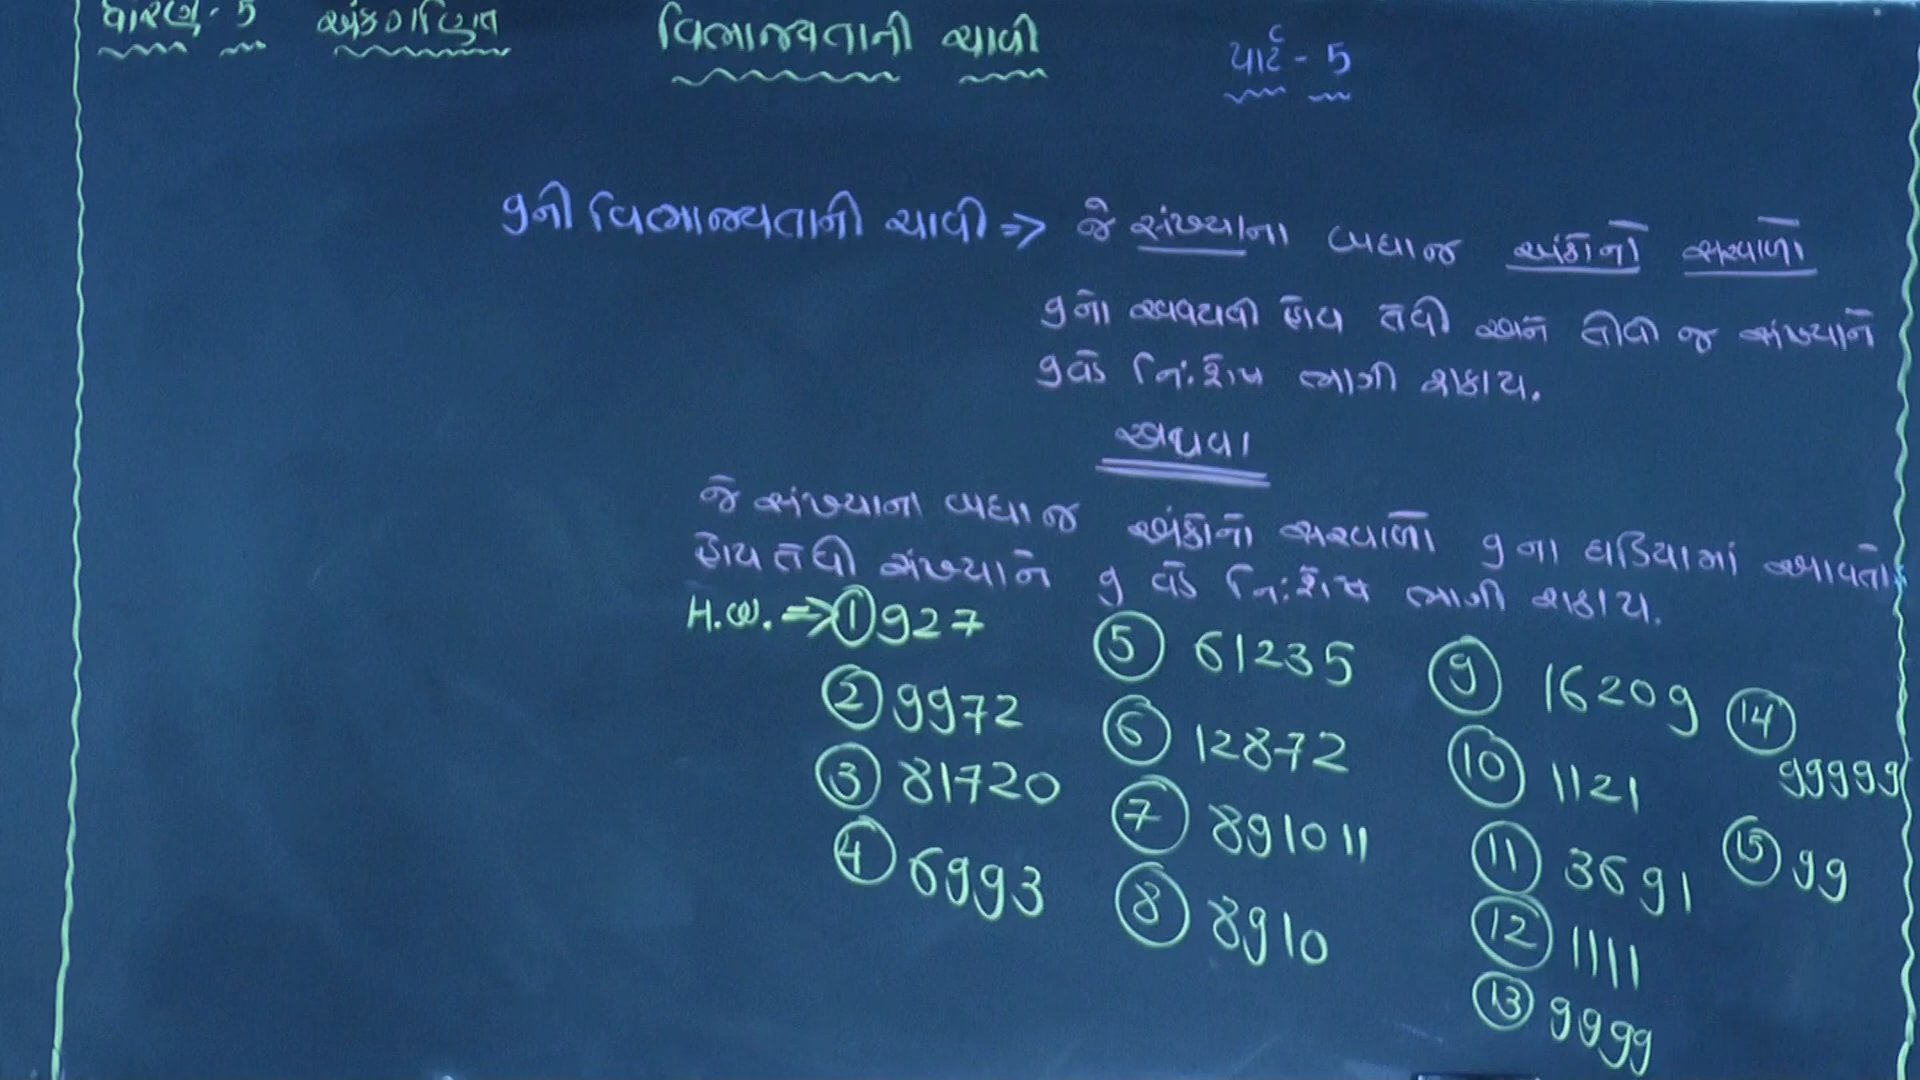 ધોરણ - 5 અંકગણિત વિભાજ્યતાની ચાવી પાર્ટ - 5
9ની વિભાજ્યતાની ચાવી ⇒ જે સંખ્યાના બધાજ અંકોનો સરવાળો
9નો અવયવી હોય તેવી અને તેવી જ સંખ્યાને
9વડે નિ:શેષ ભાગી શકાય.
અથવા
જે સંખ્યાના બધાજ અંકોનો સરવાળો 9 ના ઘડિયામાં આવતો
હોય તેવી સંખ્યાને 9 વડે નિ:શેષ ભાગી શકાય.
H.W. ⇒ ① 927
② 9972
③ 81720
④ 6993
⑤ 61235
⑥ 12872
⑦ 891011
⑧ 8910
⑨ 16209
⑩ 1121
⑪ 3691
⑫ 1111
⑬ 9999
⑭ 99999
⑮ 99